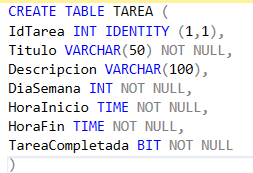 CREATE TABLE TAREA (
IdTarea INT IDENTITY (1,1),
Titulo VARCHAR(50) NOT NULL,
Descripcion VARCHAR(100),
DiaSemana INT NOT NULL,
HoraInicio TIME NOT NULL,
HoraFin TIME NOT NULL,
TareaCompletada BIT NOT NULL
)